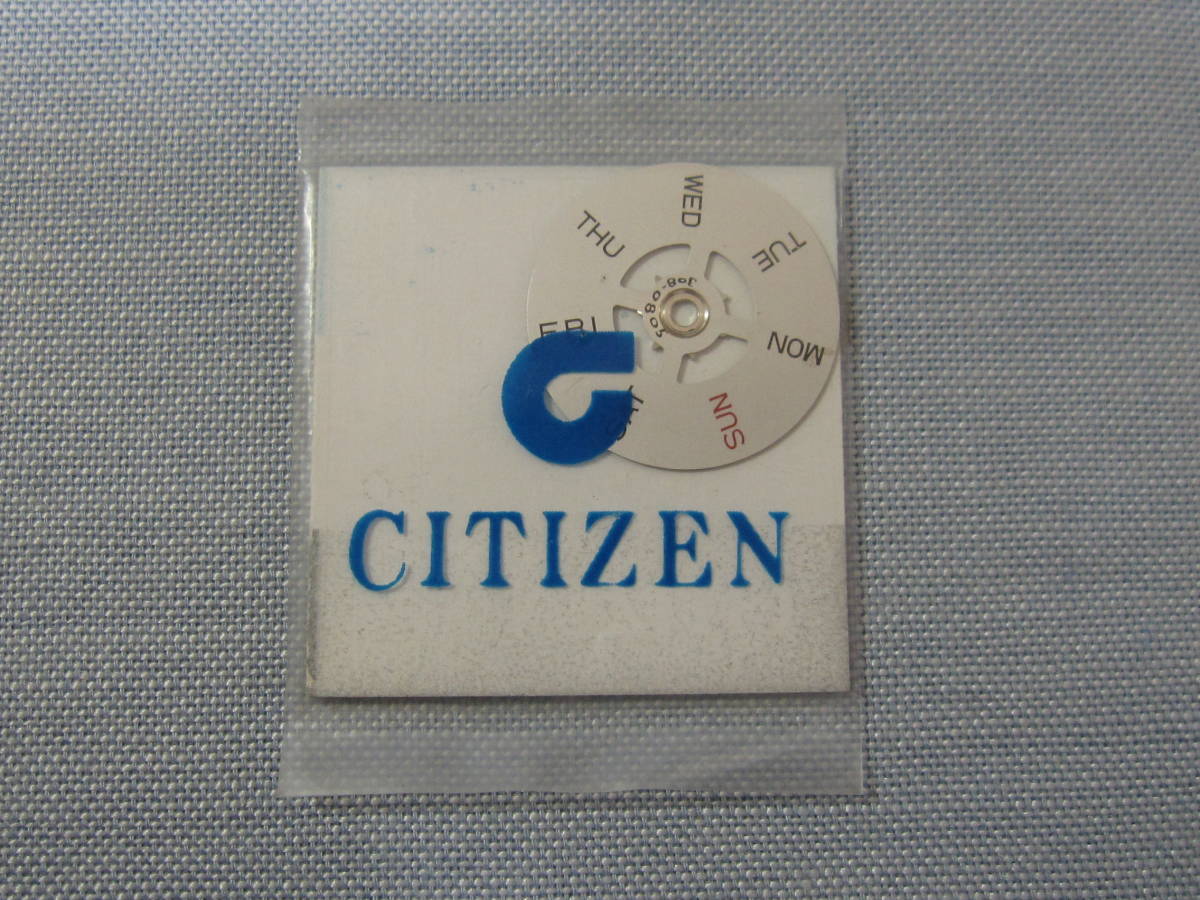 WED
THU
TUE
FRI
MON
SAT
SUN
CITIZEN